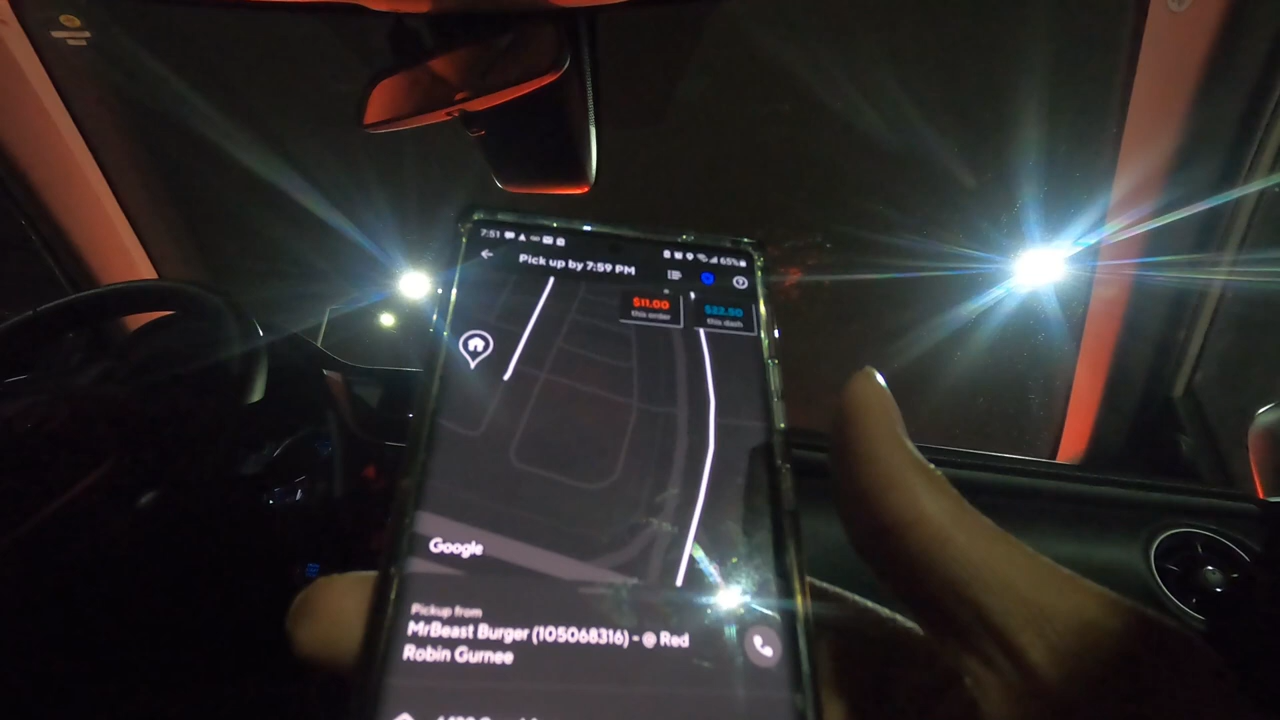 7:51
65%
Pick up by 7:59 PM
$11.00
this order
$22.50
this dash
Google
Pickup from
MrBeast Burger (105068316) - @ Red
Robin Gurnee